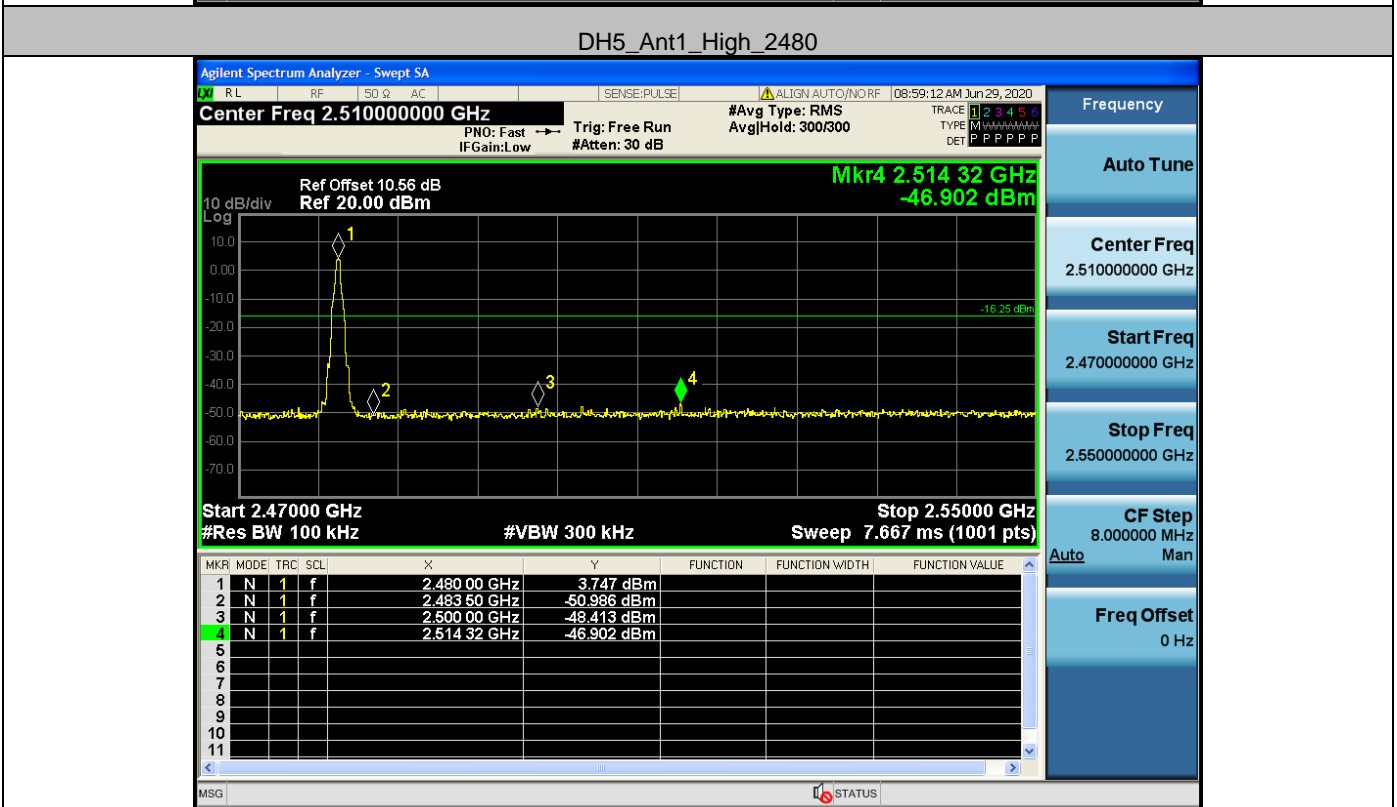 DH5_Ant1_High_2480
Agilent Spectrum Analyzer - Swept SA
LXI RL RF 50 Ω AC SENSE:PULSE ALIGN AUTO/NO RF 08:59:12 AM Jun 29, 2020
Center Freq 2.510000000 GHz
PNO: Fast
IFGain:Low
Trig: Free Run
#Atten: 30 dB
#Avg Type: RMS
Avg|Hold: 300/300
TRACE 1 2 3 4 5 6
TYPE M WWWWW
DET P P P P P P
Mkr4 2.514 32 GHz
-46.902 dBm
Ref Offset 10.56 dB
10 dB/div Ref 20.00 dBm
Log
10.0
0.00
-10.0
-20.0
-30.0
-40.0
-50.0
-60.0
-70.0
1
2
3
4
-16.25 dBm
Start 2.47000 GHz Stop 2.55000 GHz
#Res BW 100 kHz #VBW 300 kHz Sweep 7.667 ms (1001 pts)
MKR MODE TRC SCL X Y FUNCTION FUNCTION WIDTH FUNCTION VALUE
1 N 1 f 2.480 00 GHz 3.747 dBm
2 N 1 f 2.483 50 GHz -50.986 dBm
3 N 1 f 2.500 00 GHz -48.413 dBm
4 N 1 f 2.514 32 GHz -46.902 dBm
5
6
7
8
9
10
11
MSG STATUS
Frequency
Auto Tune
Center Freq
2.510000000 GHz
Start Freq
2.470000000 GHz
Stop Freq
2.550000000 GHz
CF Step
8.000000 MHz
Auto Man
Freq Offset
0 Hz